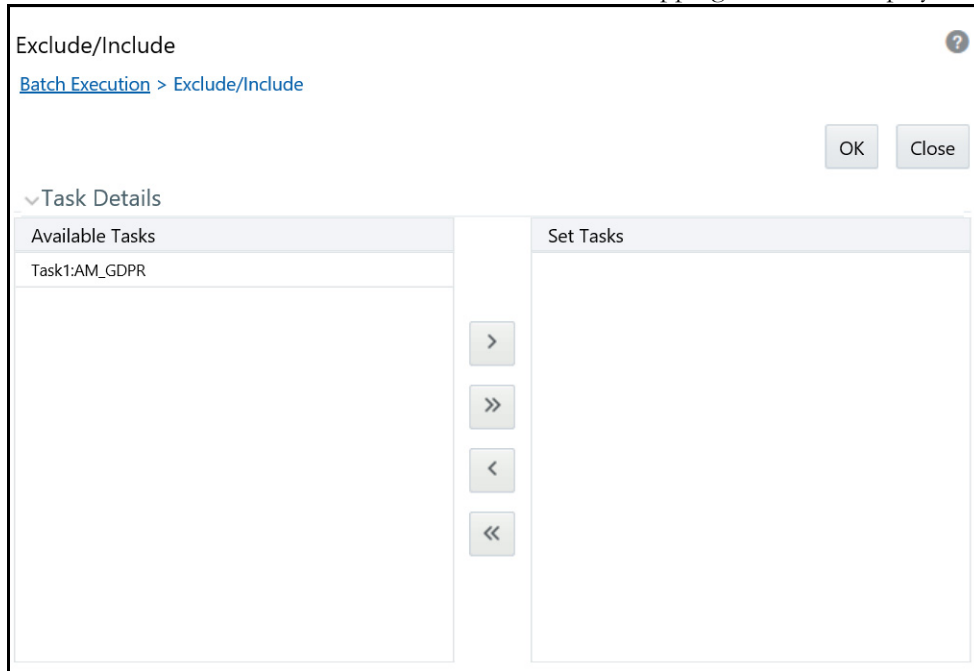 Exclude/Include
?
Batch Execution > Exclude/Include
OK Close
Task Details
Available Tasks Set Tasks
Task1:AM_GDPR
>
>>
<
<<